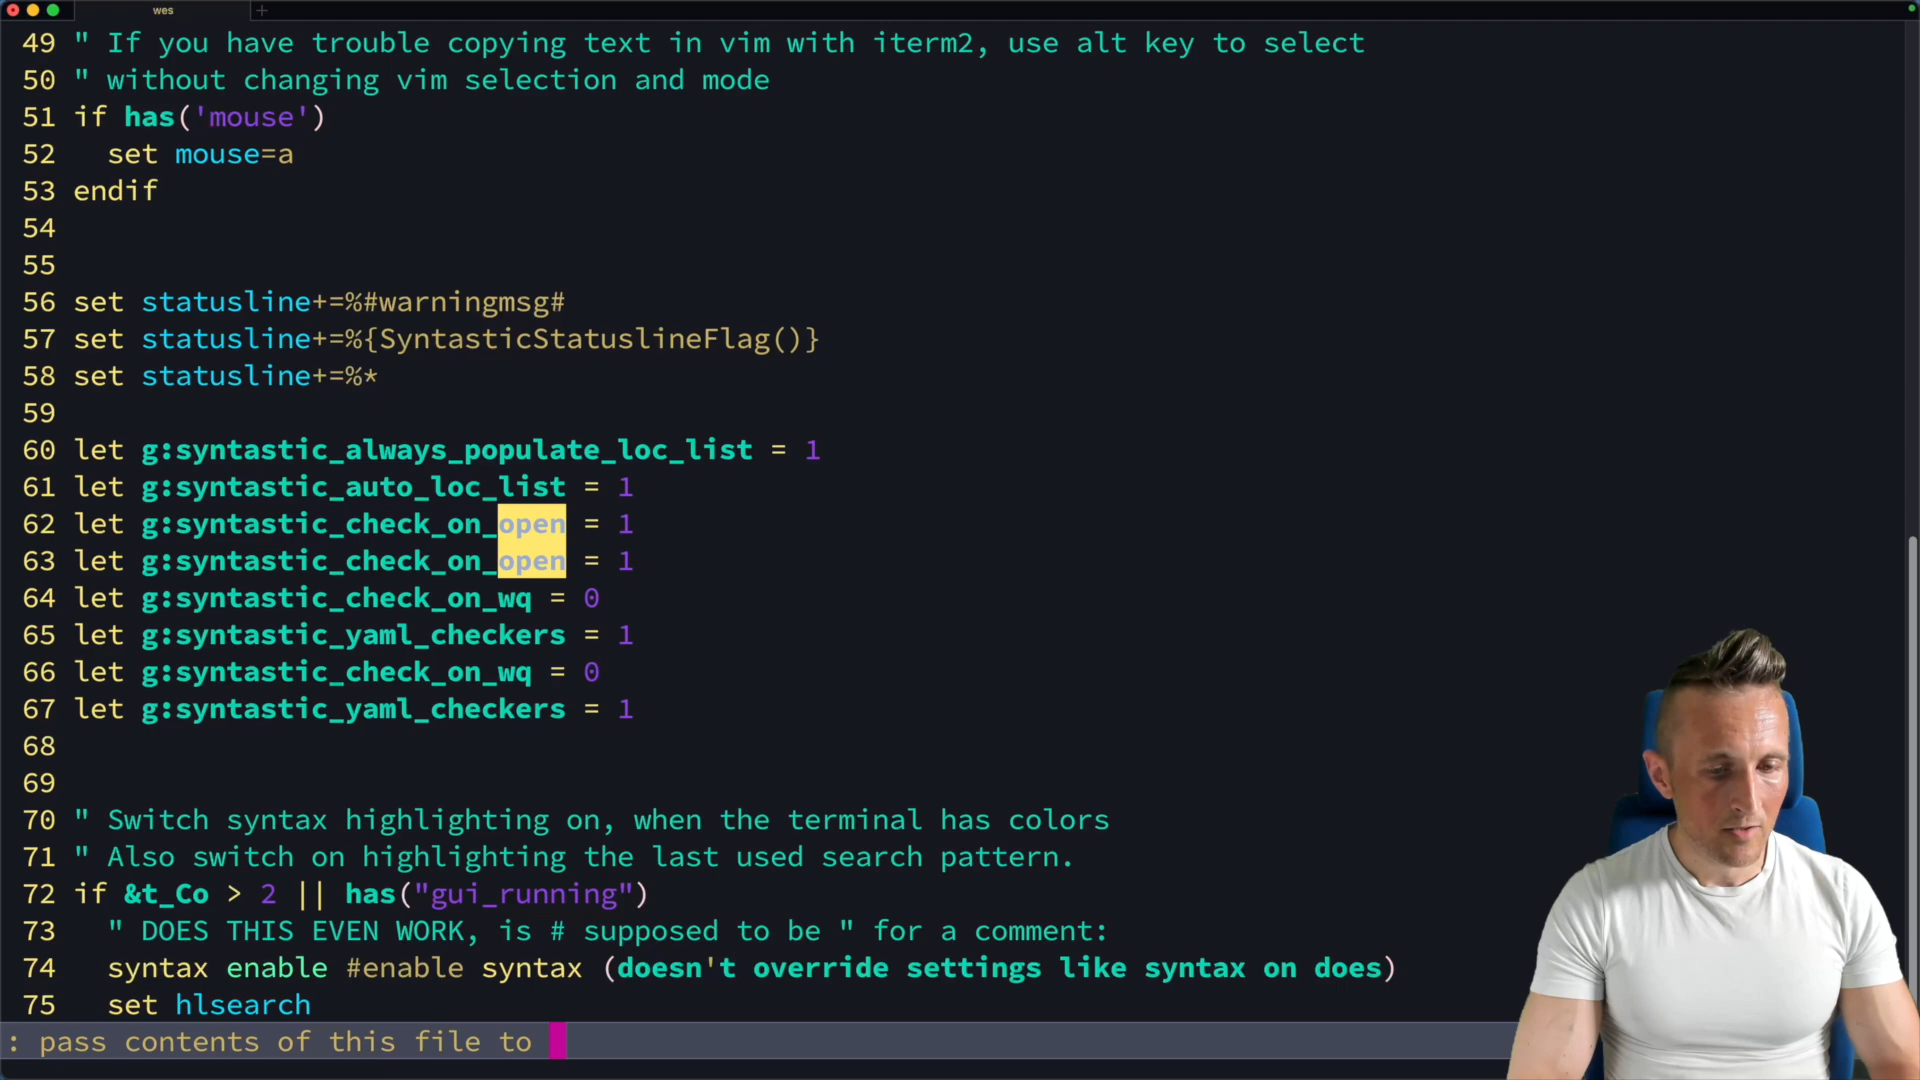 wes
49 " If you have trouble copying text in vim with iterm2, use alt key to select
50 " without changing vim selection and mode
51 if has('mouse')
52   set mouse=a
53 endif
54
55
56 set statusline+=%#warningmsg#
57 set statusline+=%{SyntasticStatuslineFlag()}
58 set statusline+=%*
59
60 let g:syntastic_always_populate_loc_list = 1
61 let g:syntastic_auto_loc_list = 1
62 let g:syntastic_check_on_open = 1
63 let g:syntastic_check_on_open = 1
64 let g:syntastic_check_on_wq = 0
65 let g:syntastic_yaml_checkers = 1
66 let g:syntastic_check_on_wq = 0
67 let g:syntastic_yaml_checkers = 1
68
69
70 " Switch syntax highlighting on, when the terminal has colors
71 " Also switch on highlighting the last used search pattern.
72 if &t_Co > 2 || has("gui_running")
73   " DOES THIS EVEN WORK, is # supposed to be " for a comment:
74   syntax enable #enable syntax (doesn't override settings like syntax on does)
75   set hlsearch
: pass contents of this file to